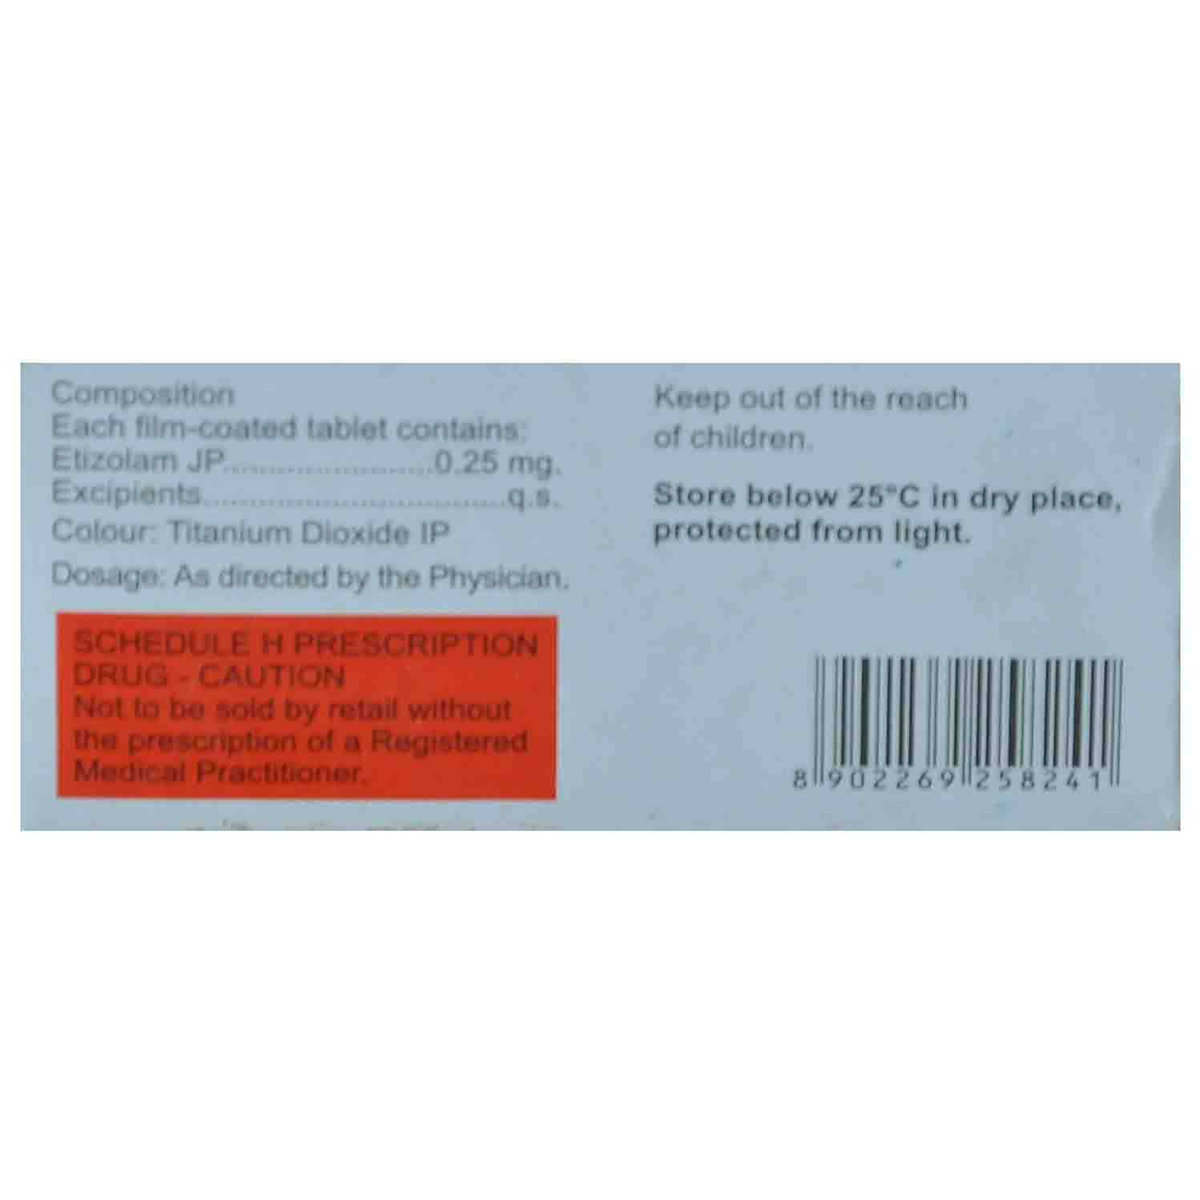 Composition
Each film-coated tablet contains:
Etizolam JP.........................0.25 mg.
Excipients....................................q.s.
Colour: Titanium Dioxide IP
Dosage: As directed by the Physician.
SCHEDULE H PRESCRIPTION
DRUG - CAUTION
Not to be sold by retail without
the prescription of a Registered
Medical Practitioner.
Keep out of the reach
of children.
Store below 25°C in dry place,
protected from light.
8 902269 258241